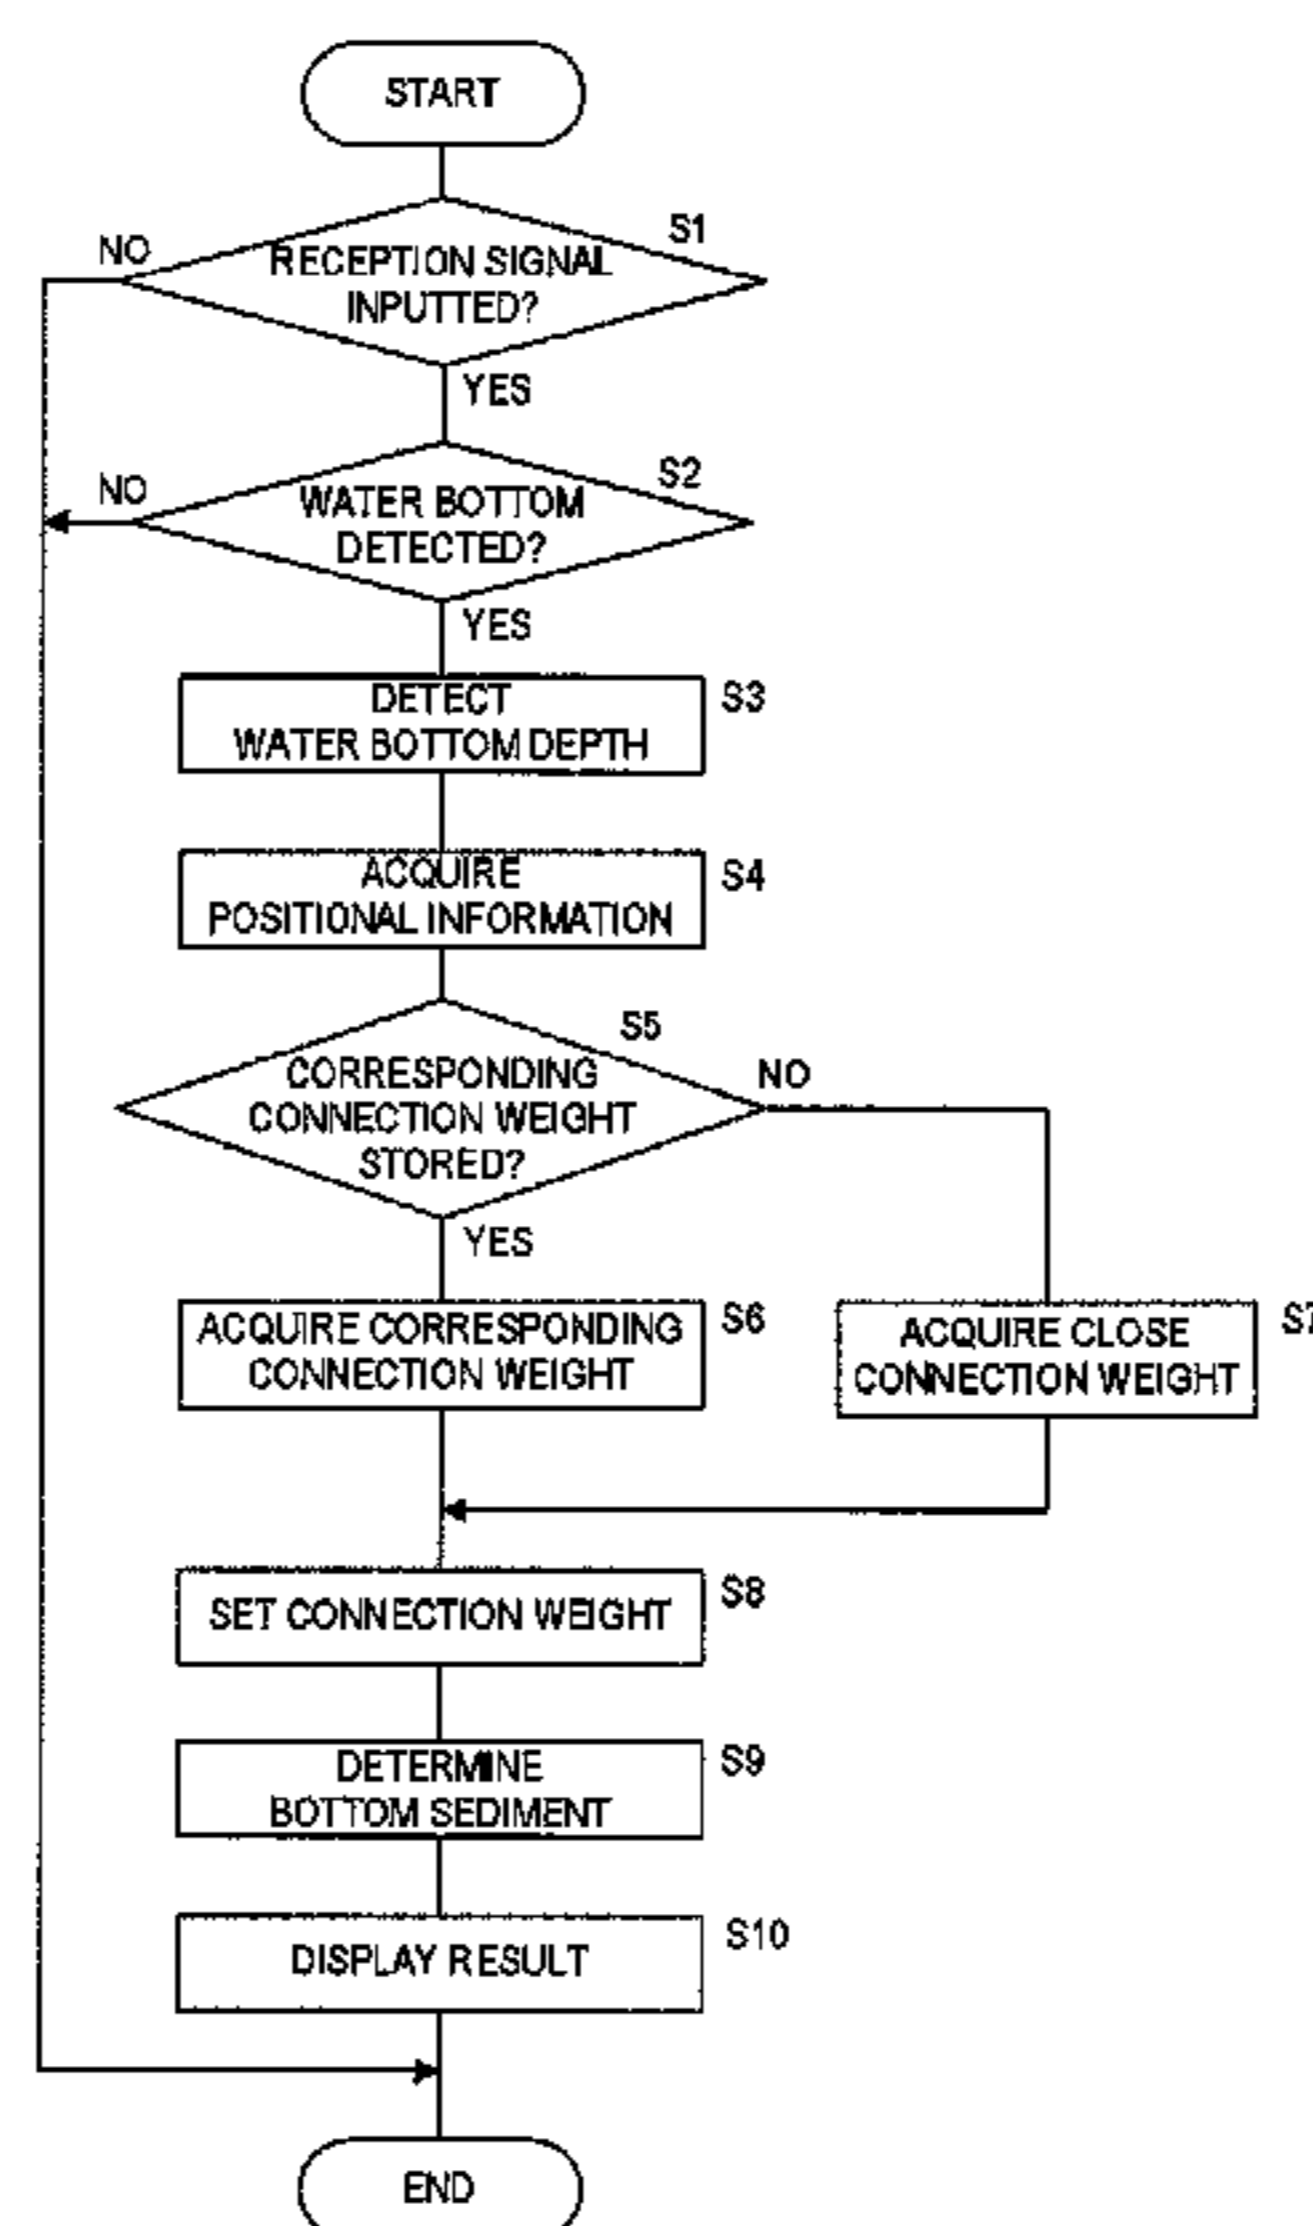 START
S1
NO
RECEPTION SIGNAL
INPUTTED?
YES
S2
NO
WATER BOTTOM
DETECTED?
YES
DETECT
WATER BOTTOM DEPTH
S3
ACQUIRE
POSITIONAL INFORMATION
S4
S5
CORRESPONDING
CONNECTION WEIGHT
STORED?
NO
YES
ACQUIRE CORRESPONDING
CONNECTION WEIGHT
S6
ACQUIRE CLOSE
CONNECTION WEIGHT
S7
SET CONNECTION WEIGHT
S8
DETERMINE
BOTTOM SEDIMENT
S9
DISPLAY RESULT
S10
END